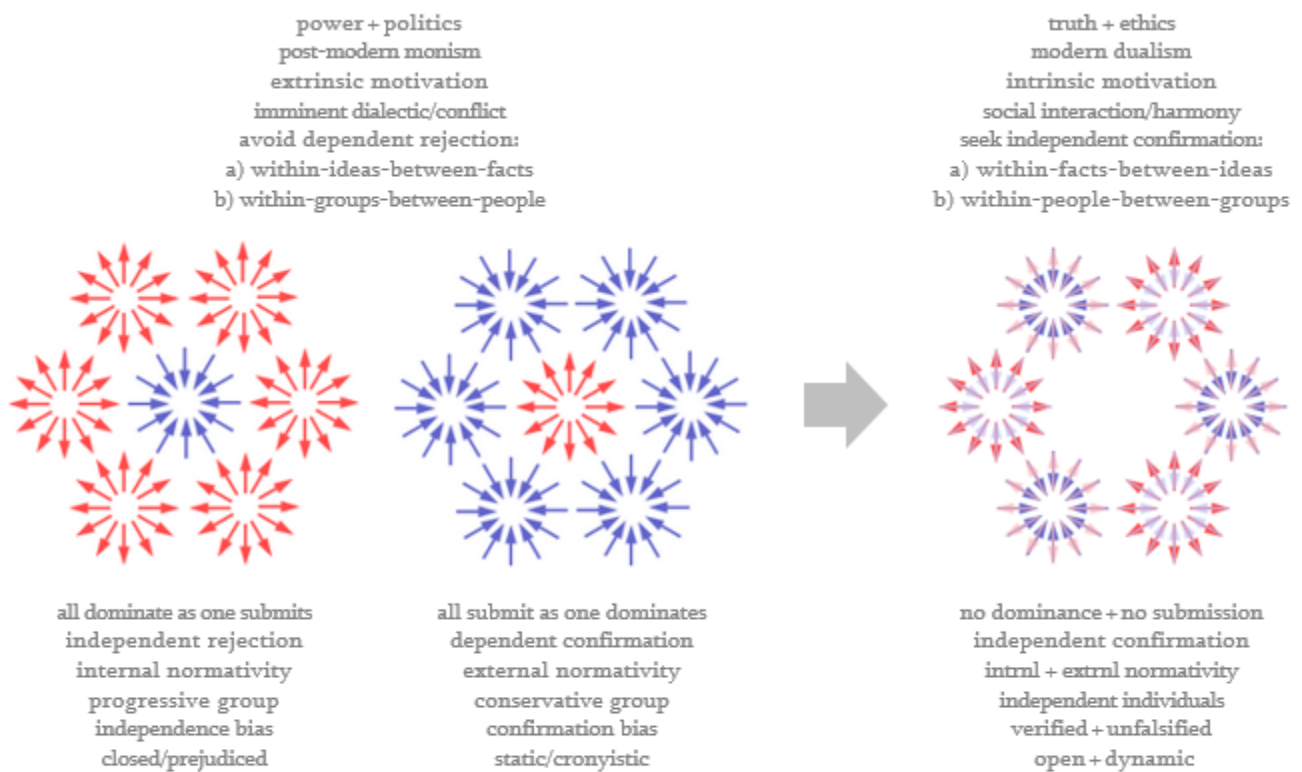 power + politics
post-modern monism
extrinsic motivation
imminent dialectic/conflict
avoid dependent rejection:
a) within-ideas-between-facts
b) within-groups-between-people
truth + ethics
modern dualism
intrinsic motivation
social interaction/harmony
seek independent confirmation:
a) within-facts-between-ideas
b) within-people-between-groups
all dominate as one submits
independent rejection
internal normativity
progressive group
independence bias
closed/prejudiced
all submit as one dominates
dependent confirmation
external normativity
conservative group
confirmation bias
static/cronyistic
no dominance + no submission
independent confirmation
intrnl + extrnl normativity
independent individuals
verified + unfalsified
open + dynamic